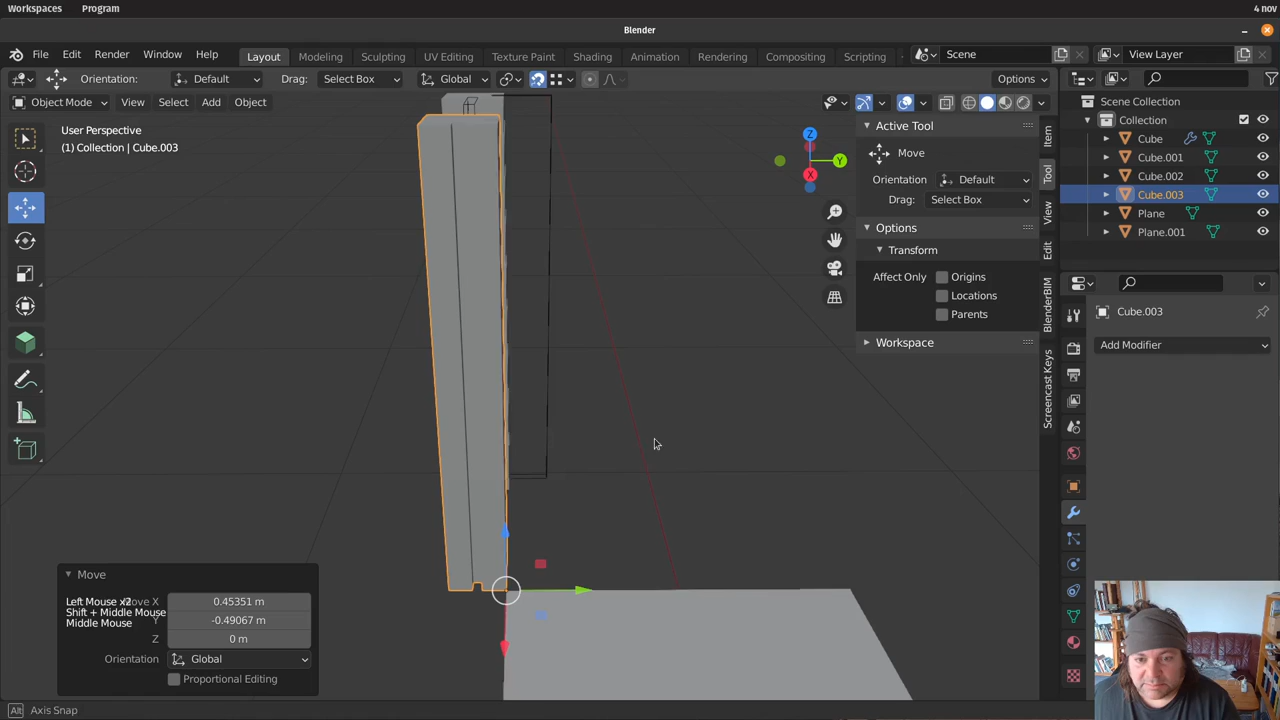 Workspaces Program 4 nov
Blender
File Edit Render Window Help Layout Modeling Sculpting UV Editing Texture Paint Shading Animation Rendering Compositing Scripting Scene View Layer
Orientation: Default Drag: Select Box Global Options
Object Mode View Select Add Object
User Perspective
(1) Collection | Cube.003
Z
Y
X
Active Tool
Move
Orientation Default
Drag: Select Box
Options
Transform
Affect Only Origins
Locations
Parents
Workspace
Item
Tool
View
Edit
BlenderBIM
Screencast Keys
Scene Collection
Collection
Cube
Cube.001
Cube.002
Cube.003
Plane
Plane.001
Cube.003
Add Modifier
Move
Left Mouse x2 Move X 0.45351 m
Shift + Middle Mouse Y -0.49067 m
Middle Mouse Z 0 m
Orientation Global
Proportional Editing
Alt Axis Snap